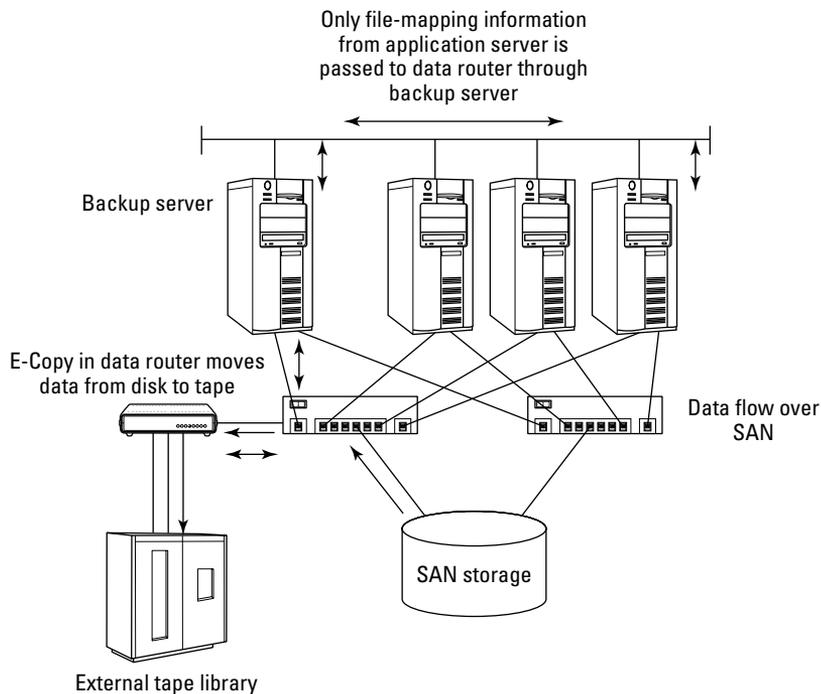 Only file-mapping information
from application server is
passed to data router through
backup server
Backup server
E-Copy in data router moves
data from disk to tape
Data flow over
SAN
SAN storage
External tape library